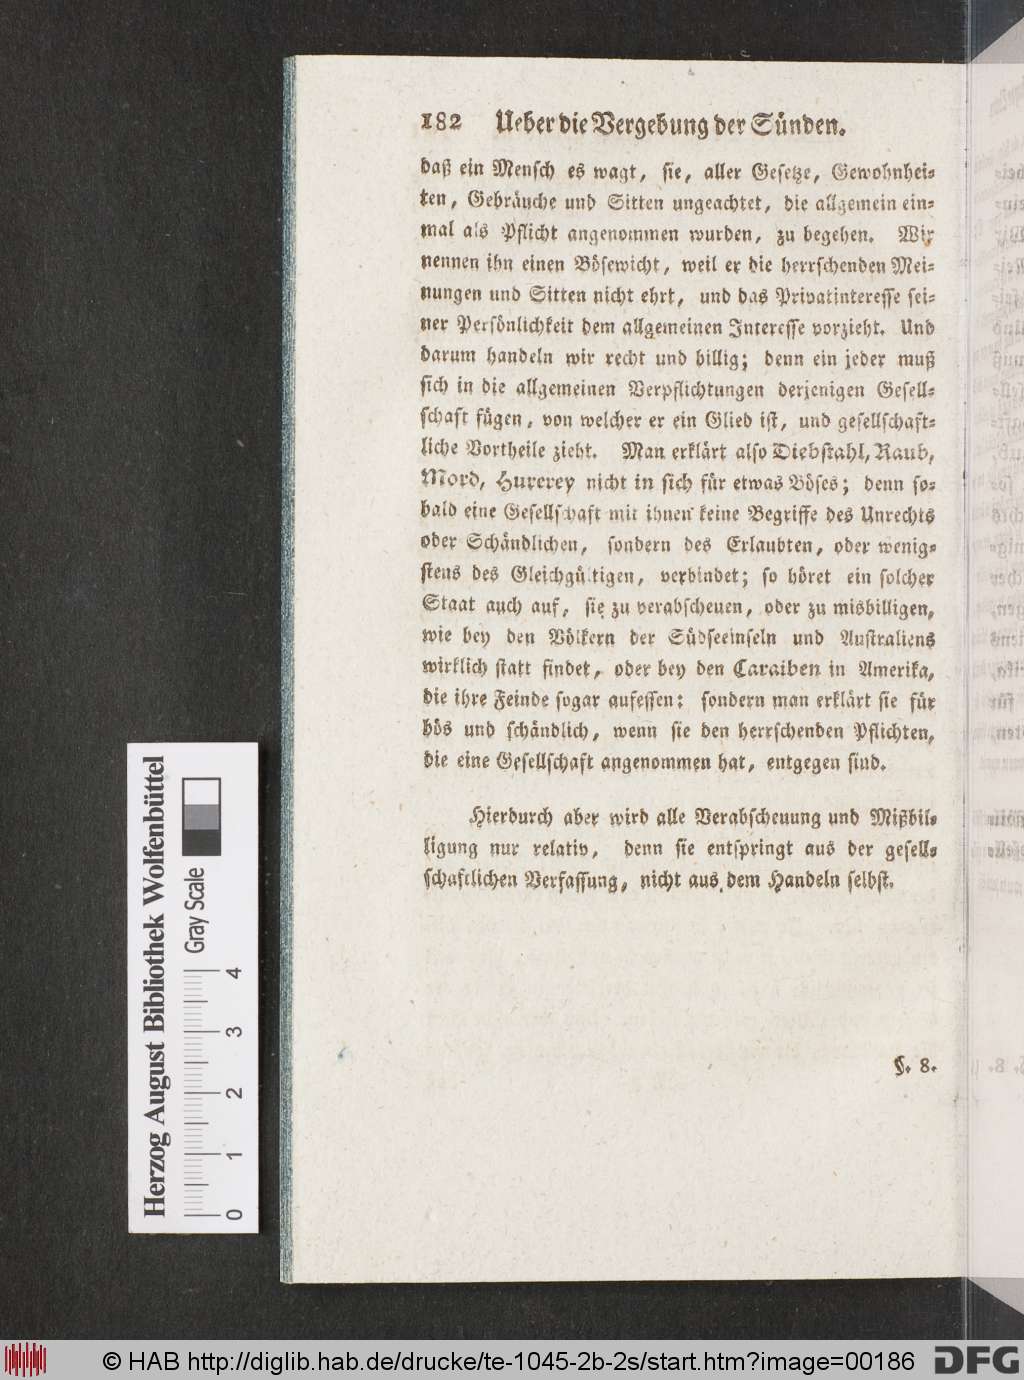 182 Ueber die Vergebung der Sünden.
daß ein Mensch es wagt, sie, aller Gesetze, Gewohnhei-
ten, Gebräuche und Sitten ungeachtet, die allgemein ein-
mal als Pflicht angenommen wurden, zu begehen. Wir
nennen ihn einen Bösewicht, weil er die herrschenden Mei-
nungen und Sitten nicht ehrt, und das Privatinteresse sei-
ner Persönlichkeit dem allgemeinen Interesse vorzieht. Und
darum handeln wir recht und billig; denn ein jeder muß
sich in die allgemeinen Verpflichtungen derjenigen Gesell-
schaft fügen, von welcher er ein Glied ist, und gesellschaft-
liche Vortheile zieht. Man erklärt also Diebstahl, Raub,
Mord, Hurerey nicht in sich für etwas Böses; denn so-
bald eine Gesellschaft mit ihnen keine Begriffe des Unrechts
oder Schändlichen, sondern des Erlaubten, oder wenig-
stens des Gleichgültigen, verbindet; so höret ein solcher
Staat auch auf, sie zu verabscheuen, oder zu misbilligen,
wie bey den Völkern der Südseeinseln und Australiens
wirklich statt findet, oder bey den Caraiben in Amerika,
die ihre Feinde sogar aufessen: sondern man erklärt sie für
bös und schändlich, wenn sie den herrschenden Pflichten,
die eine Gesellschaft angenommen hat, entgegen sind.
Hierdurch aber wird alle Verabscheuung und Mißbil-
ligung nur relativ, denn sie entspringt aus der gesell-
schaftlichen Verfassung, nicht aus dem Handeln selbst.
§. 8.
Herzog August Bibliothek Wolfenbüttel
Gray Scale
0 1 2 3 4
© HAB http://diglib.hab.de/drucke/te-1045-2b-2s/start.htm?image=00186
DFG